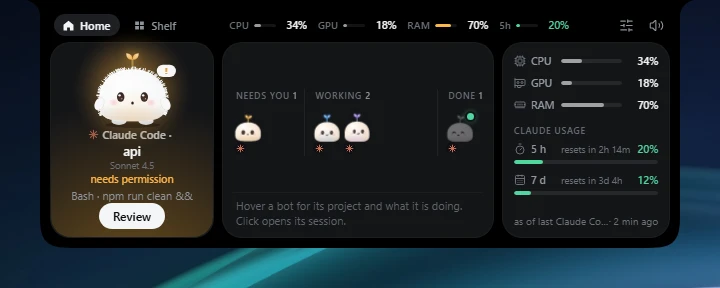 Home
Shelf
CPU 34% GPU 18% RAM 70% 5h 20%
!
Claude Code ·
api
Sonnet 4.5
needs permission
Bash · npm run clean &&
Review
NEEDS YOU 1
WORKING 2
DONE 1
Hover a bot for its project and what it is doing.
Click opens its session.
CPU 34%
GPU 18%
RAM 70%
CLAUDE USAGE
5 h resets in 2h 14m 20%
7 d resets in 3d 4h 12%
as of last Claude Co... · 2 min ago